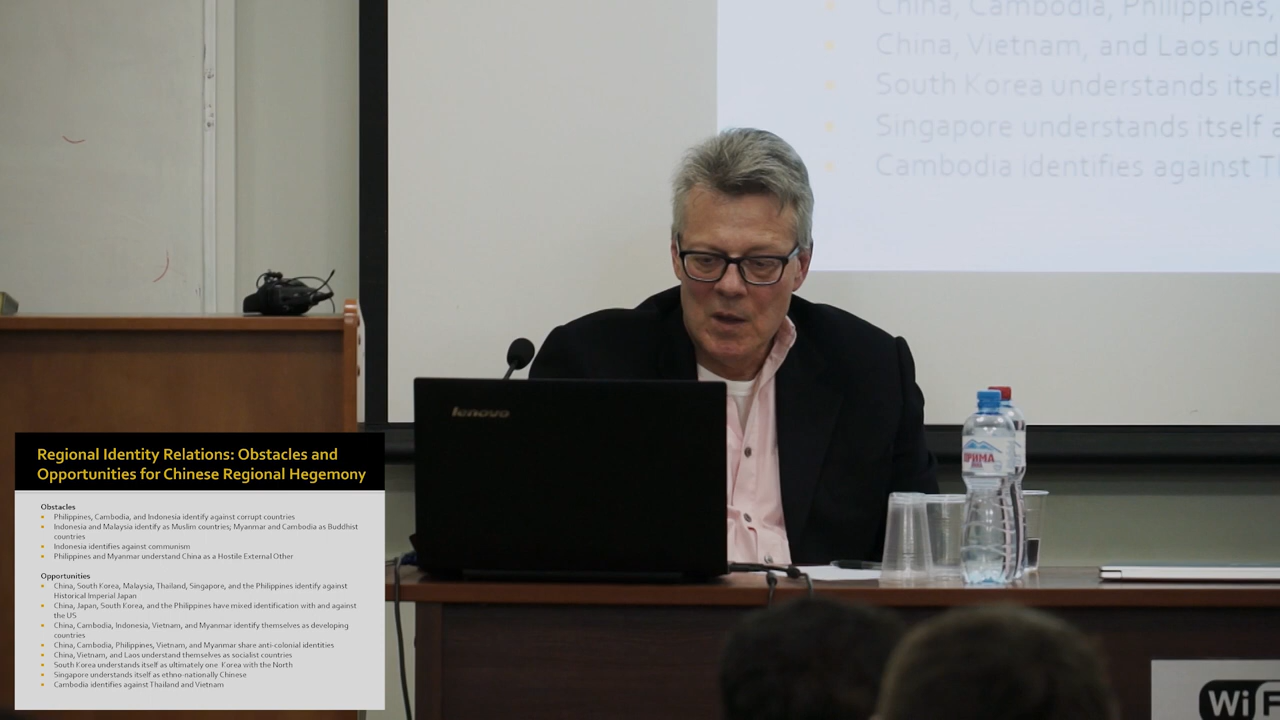 China, Cambodia, Philippines,
China, Vietnam, and Laos und
South Korea understands itsel
Singapore understands itself a
Cambodia identifies against T
lenovo
ПРИМА
Regional Identity Relations: Obstacles and
Opportunities for Chinese Regional Hegemony
Obstacles
Philippines, Cambodia, and Indonesia identify against corrupt countries
Indonesia and Malaysia identify as Muslim countries; Myanmar and Cambodia as Buddhist
countries
Indonesia identifies against communism
Philippines and Myanmar understand China as a Hostile External Other
Opportunities
China, South Korea, Malaysia, Thailand, Singapore, and the Philippines identify against
Historical Imperial Japan
China, Japan, South Korea, and the Philippines have mixed identification with and against
the US
China, Cambodia, Indonesia, Vietnam, and Myanmar identify themselves as developing
countries
China, Cambodia, Philippines, Vietnam, and Myanmar share anti-colonial identities
China, Vietnam, and Laos understand themselves as socialist countries
South Korea understands itself as ultimately one Korea with the North
Singapore understands itself as ethno-nationally Chinese
Cambodia identifies against Thailand and Vietnam
WiF